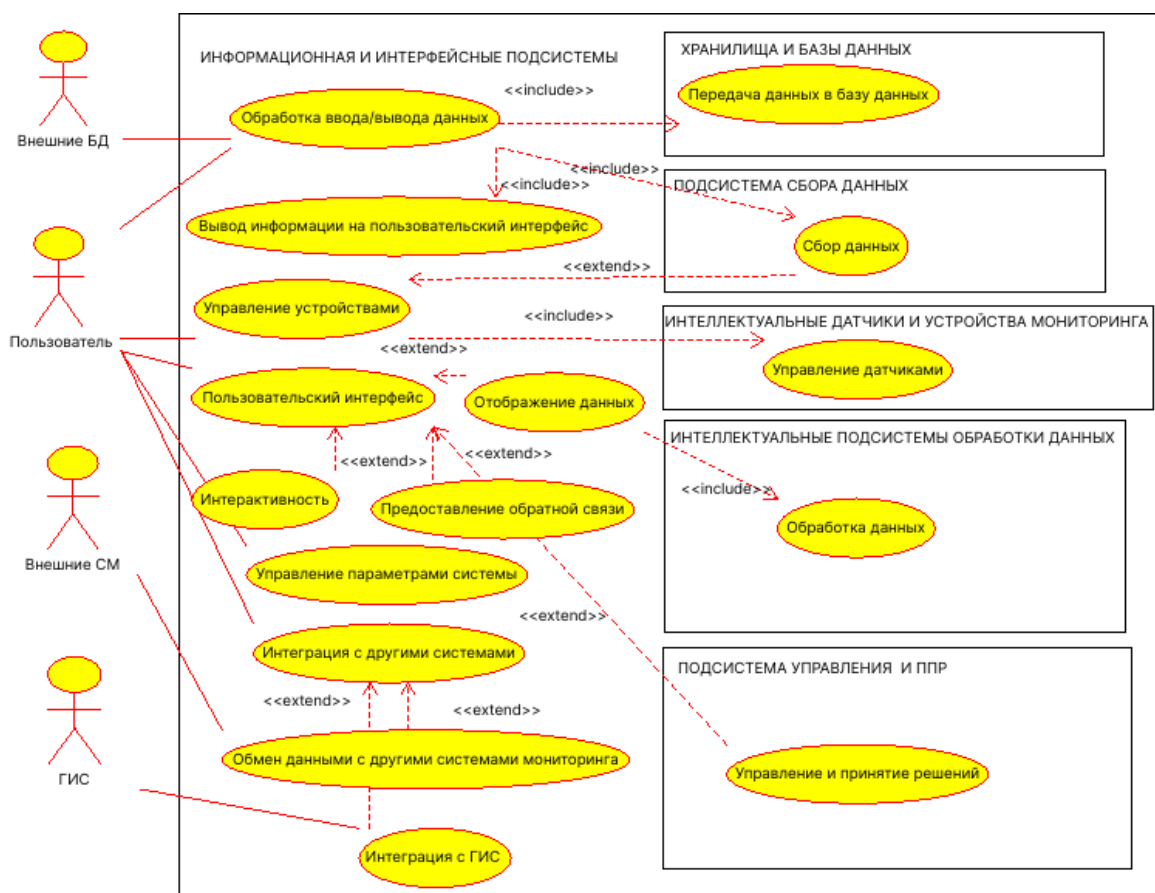 ИНФОРМАЦИОННАЯ И ИНТЕРФЕЙСНЫЕ ПОДСИСТЕМЫ
ХРАНИЛИЩА И БАЗЫ ДАННЫХ
<<include>>
Передача данных в базу данных
Обработка ввода/вывода данных
Внешние БД
<<include>>
<<include>>
ПОДСИСТЕМА СБОРА ДАННЫХ
Вывод информации на пользовательский интерфейс
Сбор данных
<<extend>>
Управление устройствами
<<include>>
ИНТЕЛЛЕКТУАЛЬНЫЕ ДАТЧИКИ И УСТРОЙСТВА МОНИТОРИНГА
Пользователь
<<extend>>
Управление датчиками
Пользовательский интерфейс
Отображение данных
ИНТЕЛЛЕКТУАЛЬНЫЕ ПОДСИСТЕМЫ ОБРАБОТКИ ДАННЫХ
<<extend>>
<<extend>>
<<include>>
Интерактивность
Предоставление обратной связи
Обработка данных
Внешние СМ
Управление параметрами системы
<<extend>>
Интеграция с другими системами
ПОДСИСТЕМА УПРАВЛЕНИЯ И ППР
<<extend>>
<<extend>>
Обмен данными с другими системами мониторинга
Управление и принятие решений
ГИС
Интеграция с ГИС